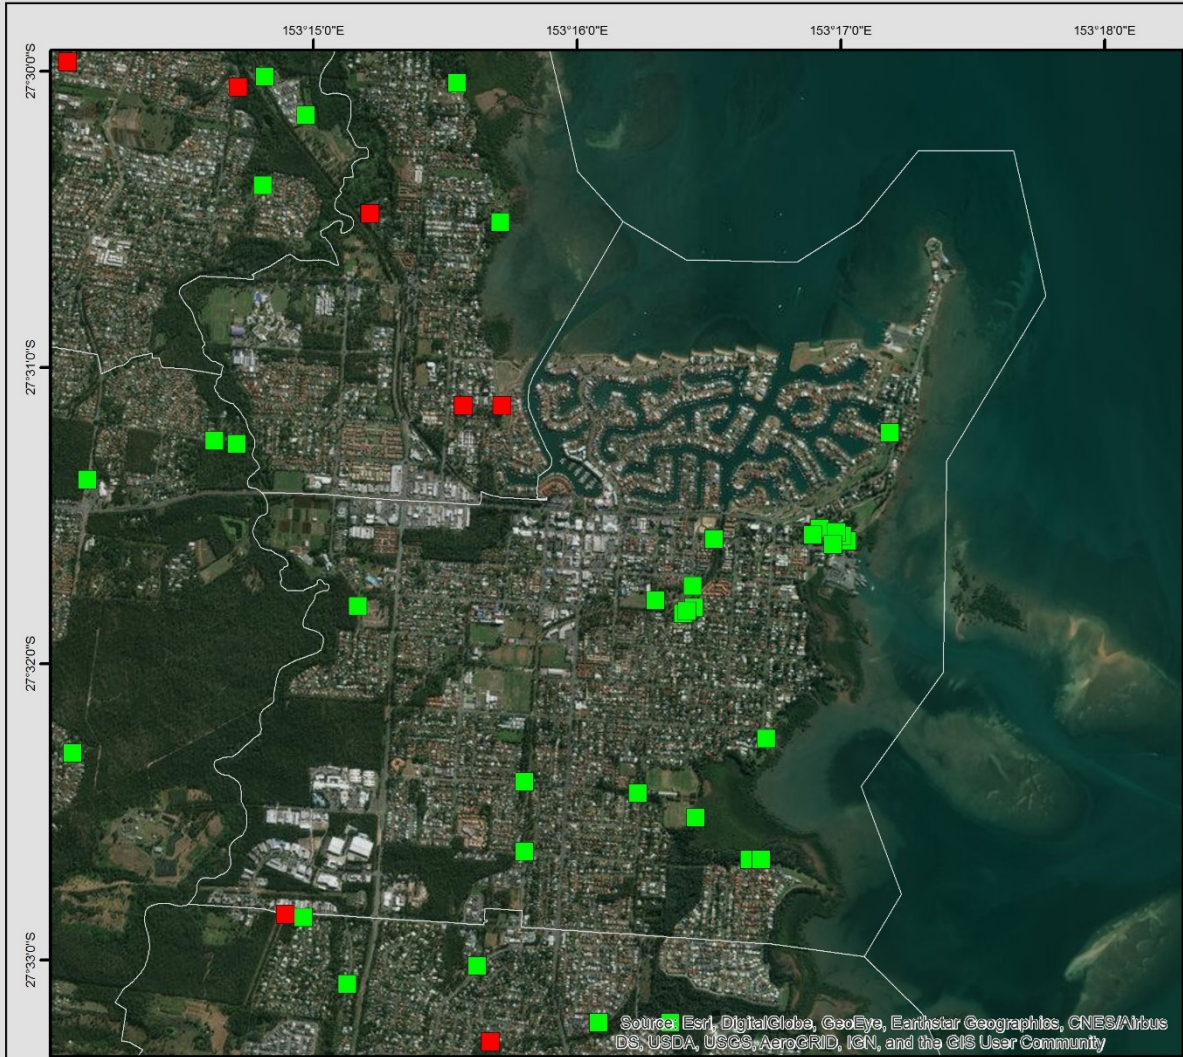 153°15'0"E
153°16'0"E
153°17'0"E
153°18'0"E
27°30'0"S
27°31'0"S
27°32'0"S
27°33'0"S
Source: Esri, DigitalGlobe, GeoEye, Earthstar Geographics, CNES/Airbus
DS, USDA, USGS, AeroGRID, IGN, and the GIS User Community